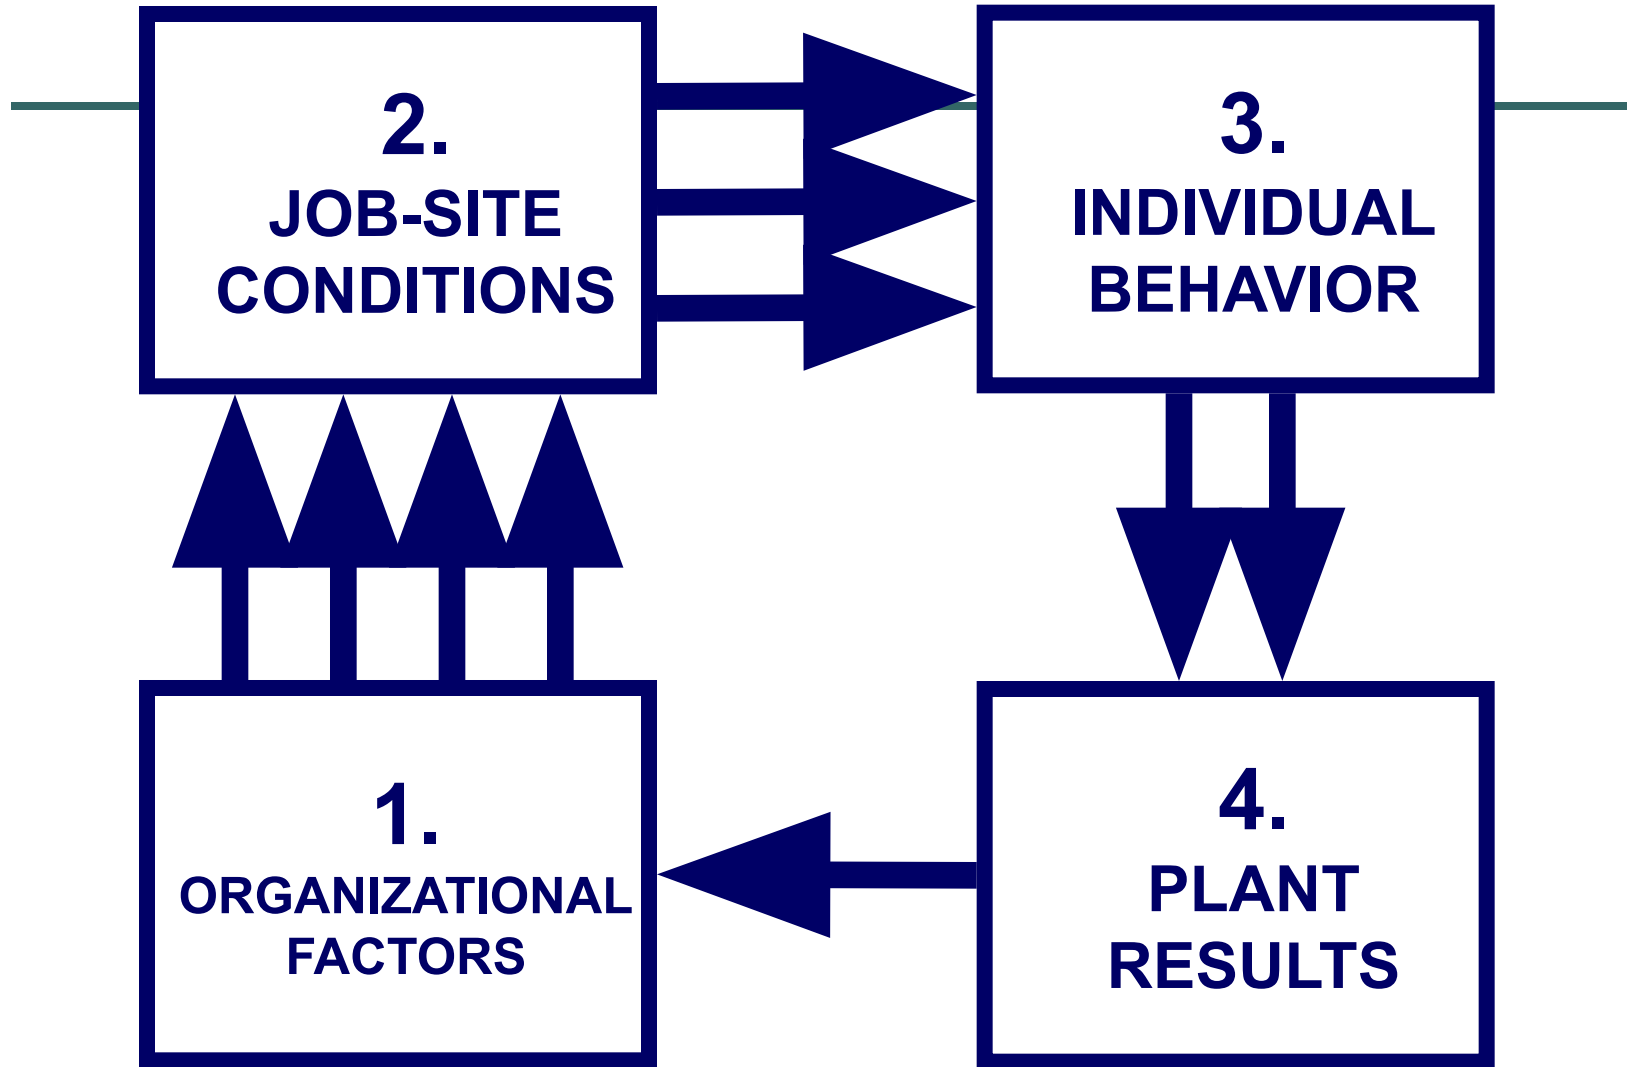 2.
JOB-SITE
CONDITIONS
3.
INDIVIDUAL
BEHAVIOR
1.
ORGANIZATIONAL
FACTORS
4.
PLANT
RESULTS